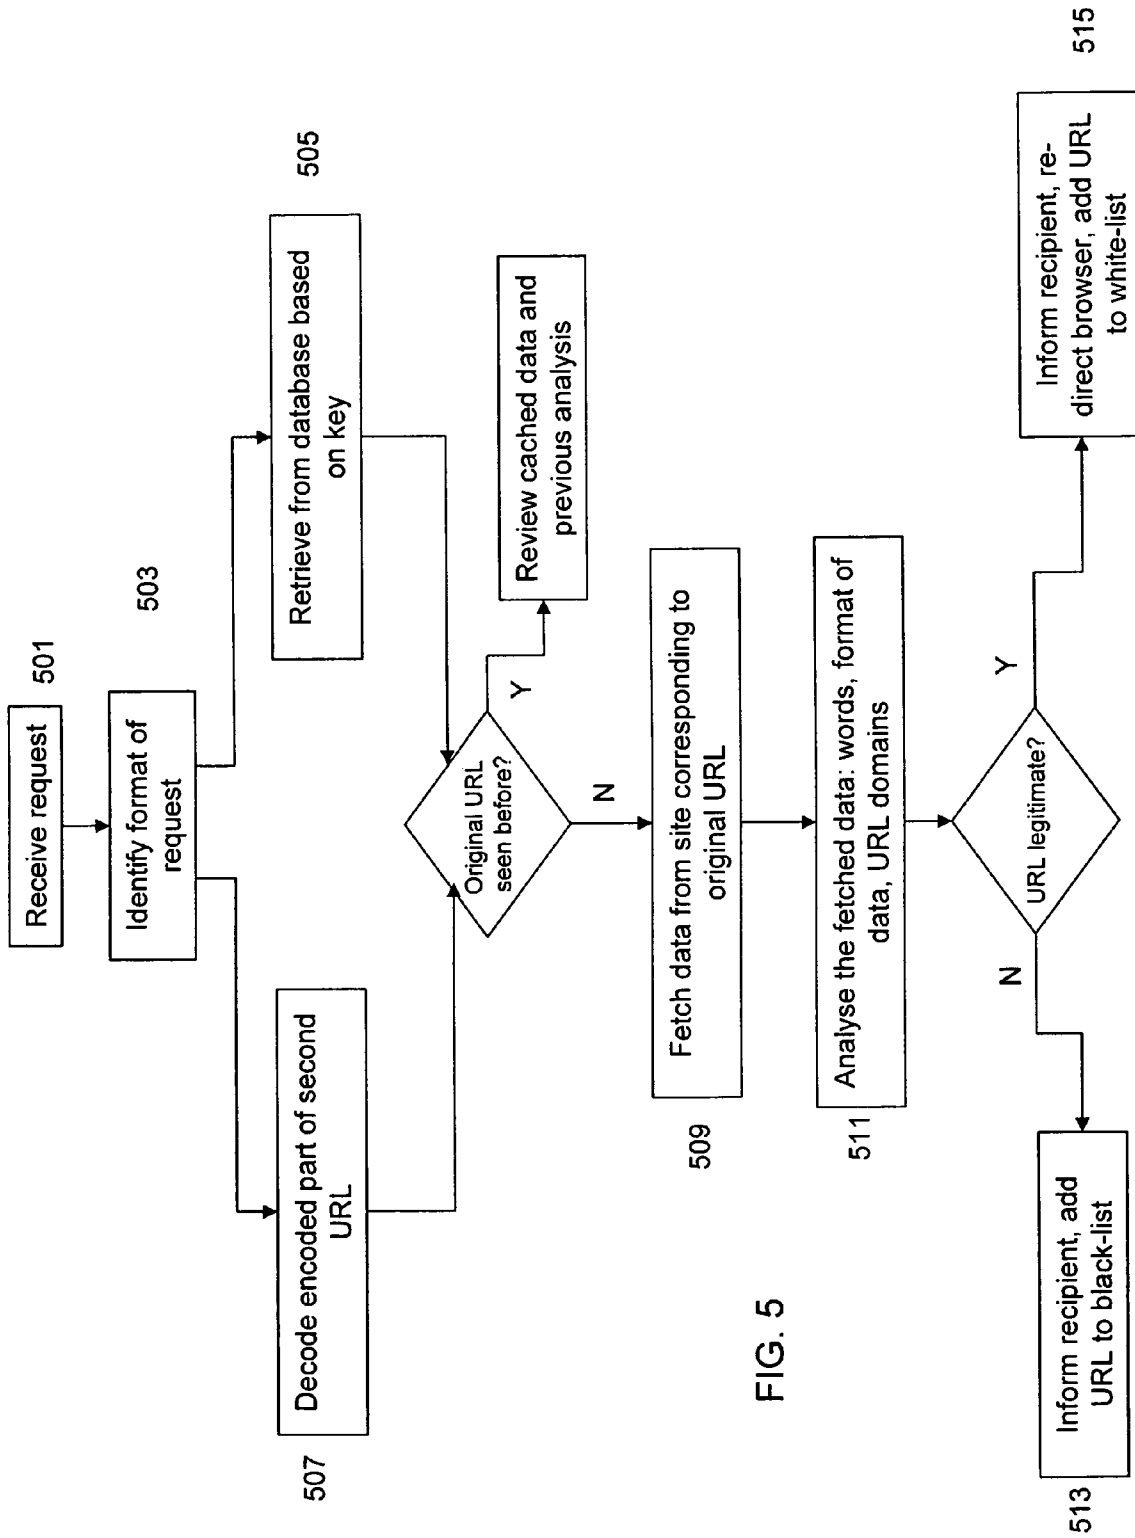 Receive request
501
Identify format of
request
503
Decode encoded part of second
URL
507
Retrieve from database based
on key
505
Original URL
seen before?
Y
Review cached data and
previous analysis
N
Fetch data from site corresponding to
original URL
509
Analyse the fetched data: words, format of
data, URL domains
511
URL legitimate?
N
Y
Inform recipient, add
URL to black-list
513
Inform recipient, re-
direct browser, add URL
to white-list
515
FIG. 5